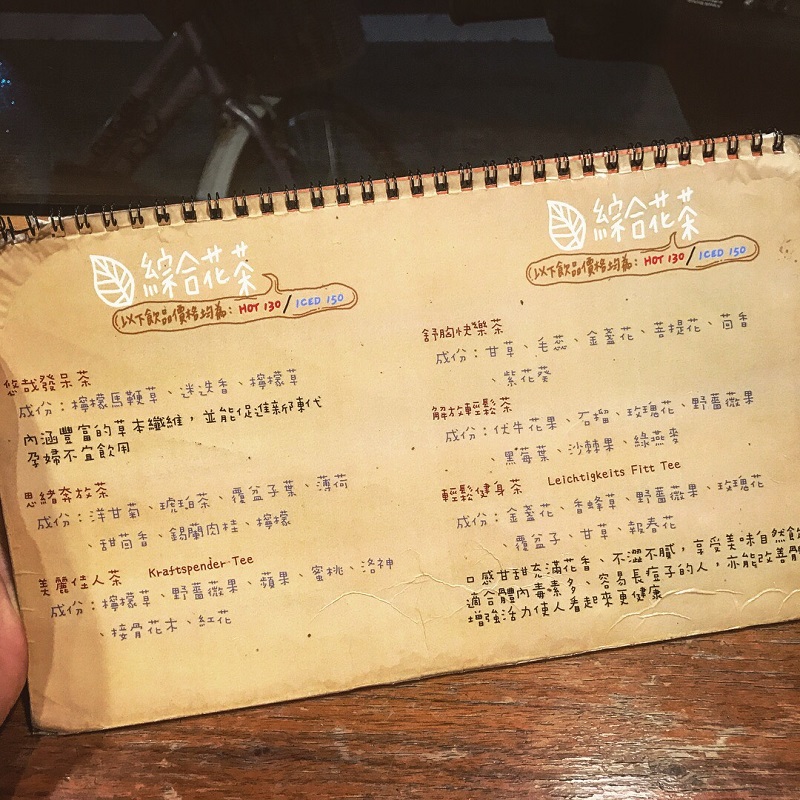 綜合花茶
以下飲品價格均為：HOT 130 / ICED 150
悠哉發呆茶
成份：檸檬馬鞭草、迷迭香、檸檬草
內涵豐富的草本纖維，並能促進新陳代
孕婦不宜飲用
思緒奔放茶
成份：洋甘菊、琥珀茶、覆盆子葉、薄荷
、甜茴香、錫蘭肉桂、檸檬
美麗佳人茶 Kraftspender Tee
成份：檸檬草、野薔薇果、蘋果、蜜桃、洛神
、接骨花木、紅花
綜合花茶
以下飲品價格均為：HOT 130 / ICED 150
舒胸快樂茶
成份：甘草、毛蕊、金盞花、菩提花、茴香
、紫花葵
解放輕鬆茶
成份：伏牛花果、石榴、玫瑰花、野薔薇果
、黑莓葉、沙棘果、綠燕麥
輕鬆健身茶 Leichtigkeits Fitt Tee
成份：金盞花、香蜂草、野薔薇果、玫瑰花
、覆盆子、甘草、報春花
口感甘甜充滿花香、不澀不膩，享受美味自然飲
適合體內毒素多、容易長痘子的人，亦能改善體
增強活力使人看起來更健康